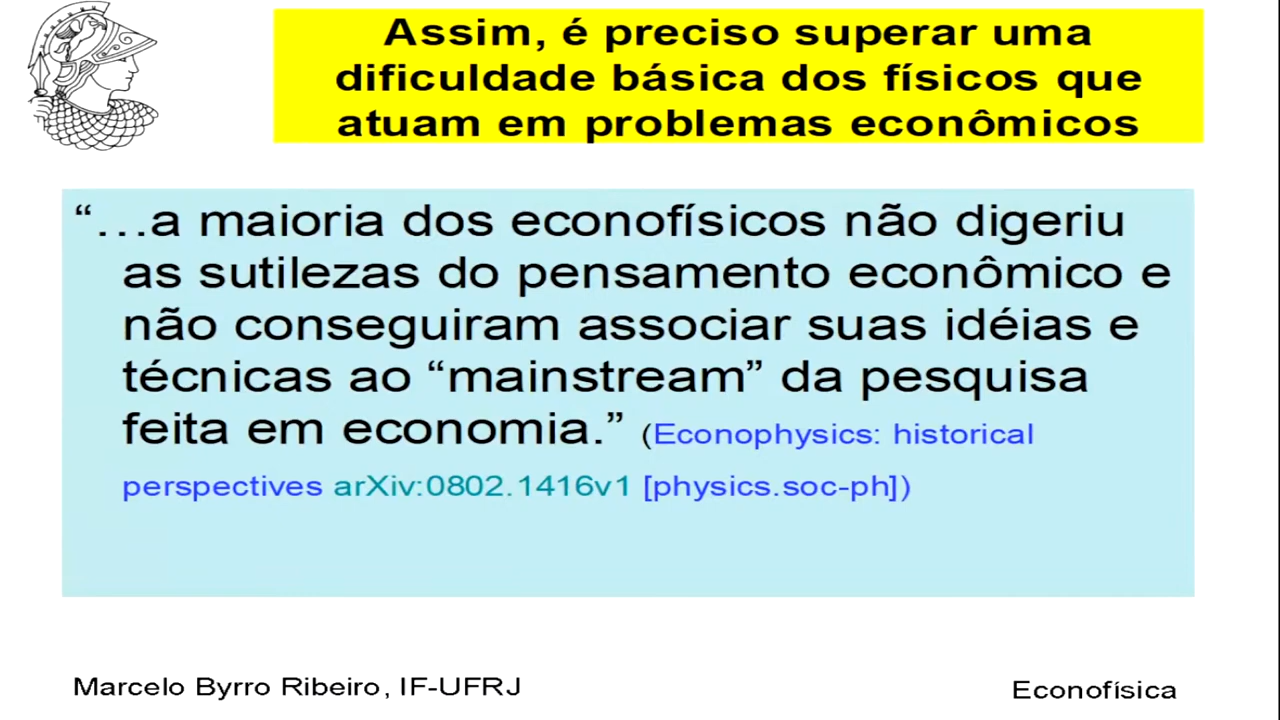 Assim, é preciso superar uma
dificuldade básica dos físicos que
atuam em problemas econômicos
“…a maioria dos econofísicos não digeriu
as sutilezas do pensamento econômico e
não conseguiram associar suas idéias e
técnicas ao “mainstream” da pesquisa
feita em economia.” (Econophysics: historical
perspectives arXiv:0802.1416v1 [physics.soc-ph])
Marcelo Byrro Ribeiro, IF-UFRJ
Econofísica